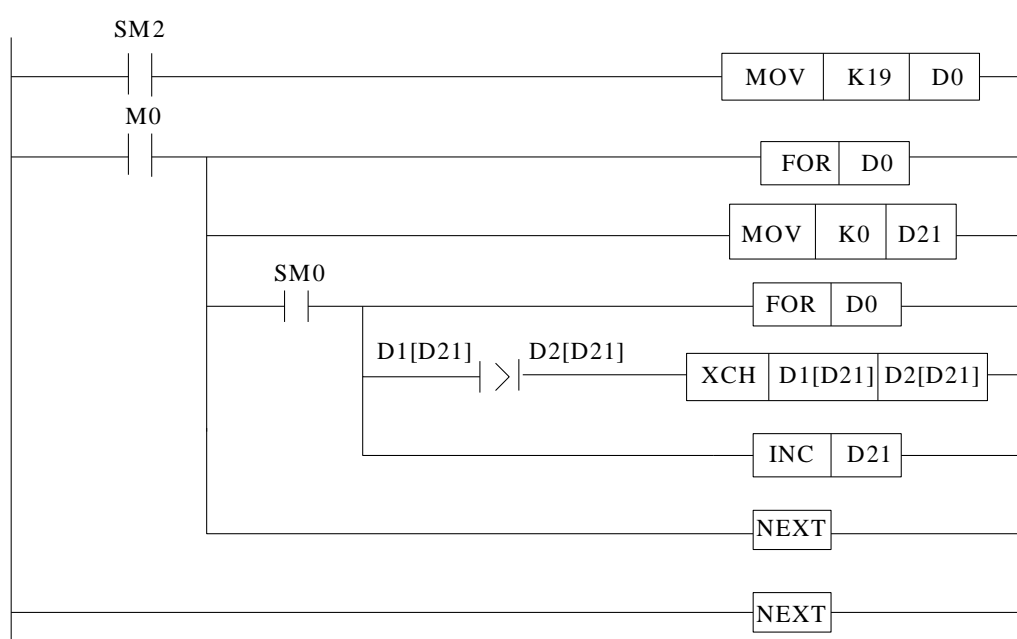 SM2
MOV K19 D0
M0
FOR D0
MOV K0 D21
SM0
FOR D0
D1[D21] > D2[D21] XCH D1[D21] D2[D21]
INC D21
NEXT
NEXT